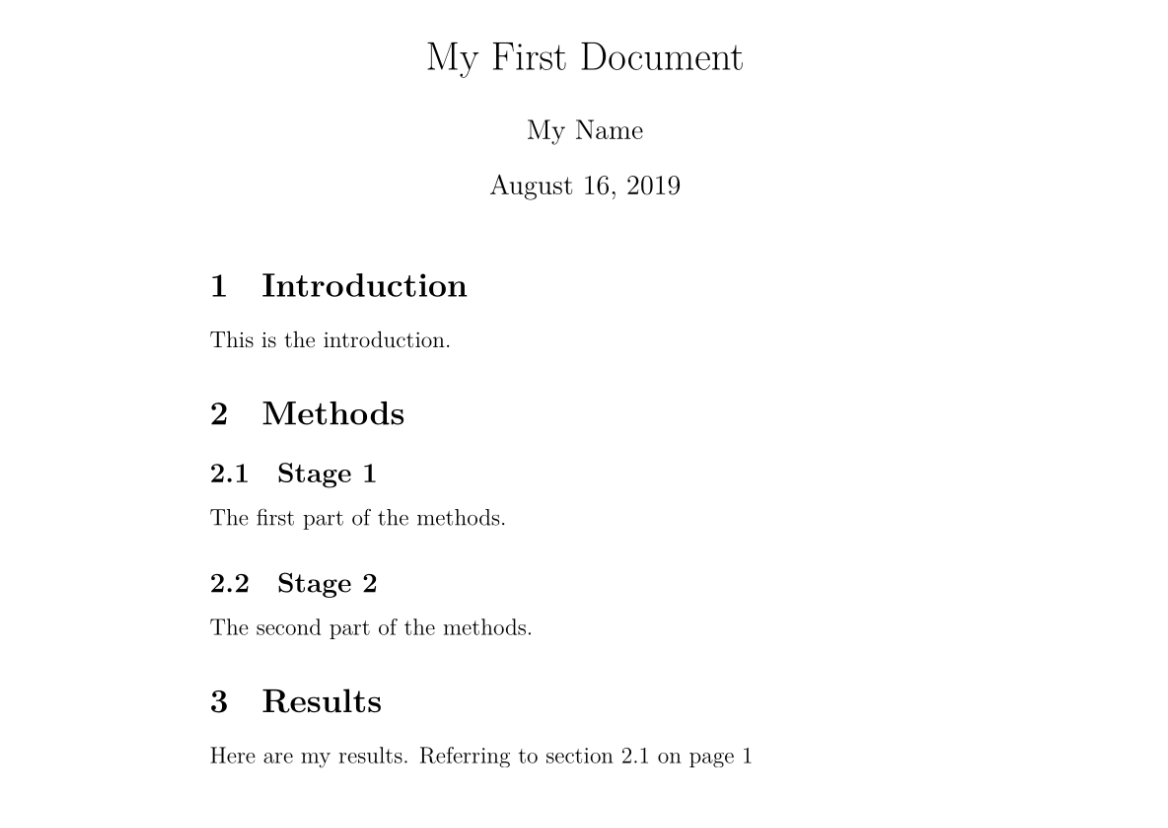 My First Document
My Name
August 16, 2019
1 Introduction
This is the introduction.
2 Methods
2.1 Stage 1
The first part of the methods.
2.2 Stage 2
The second part of the methods.
3 Results
Here are my results. Referring to section 2.1 on page 1